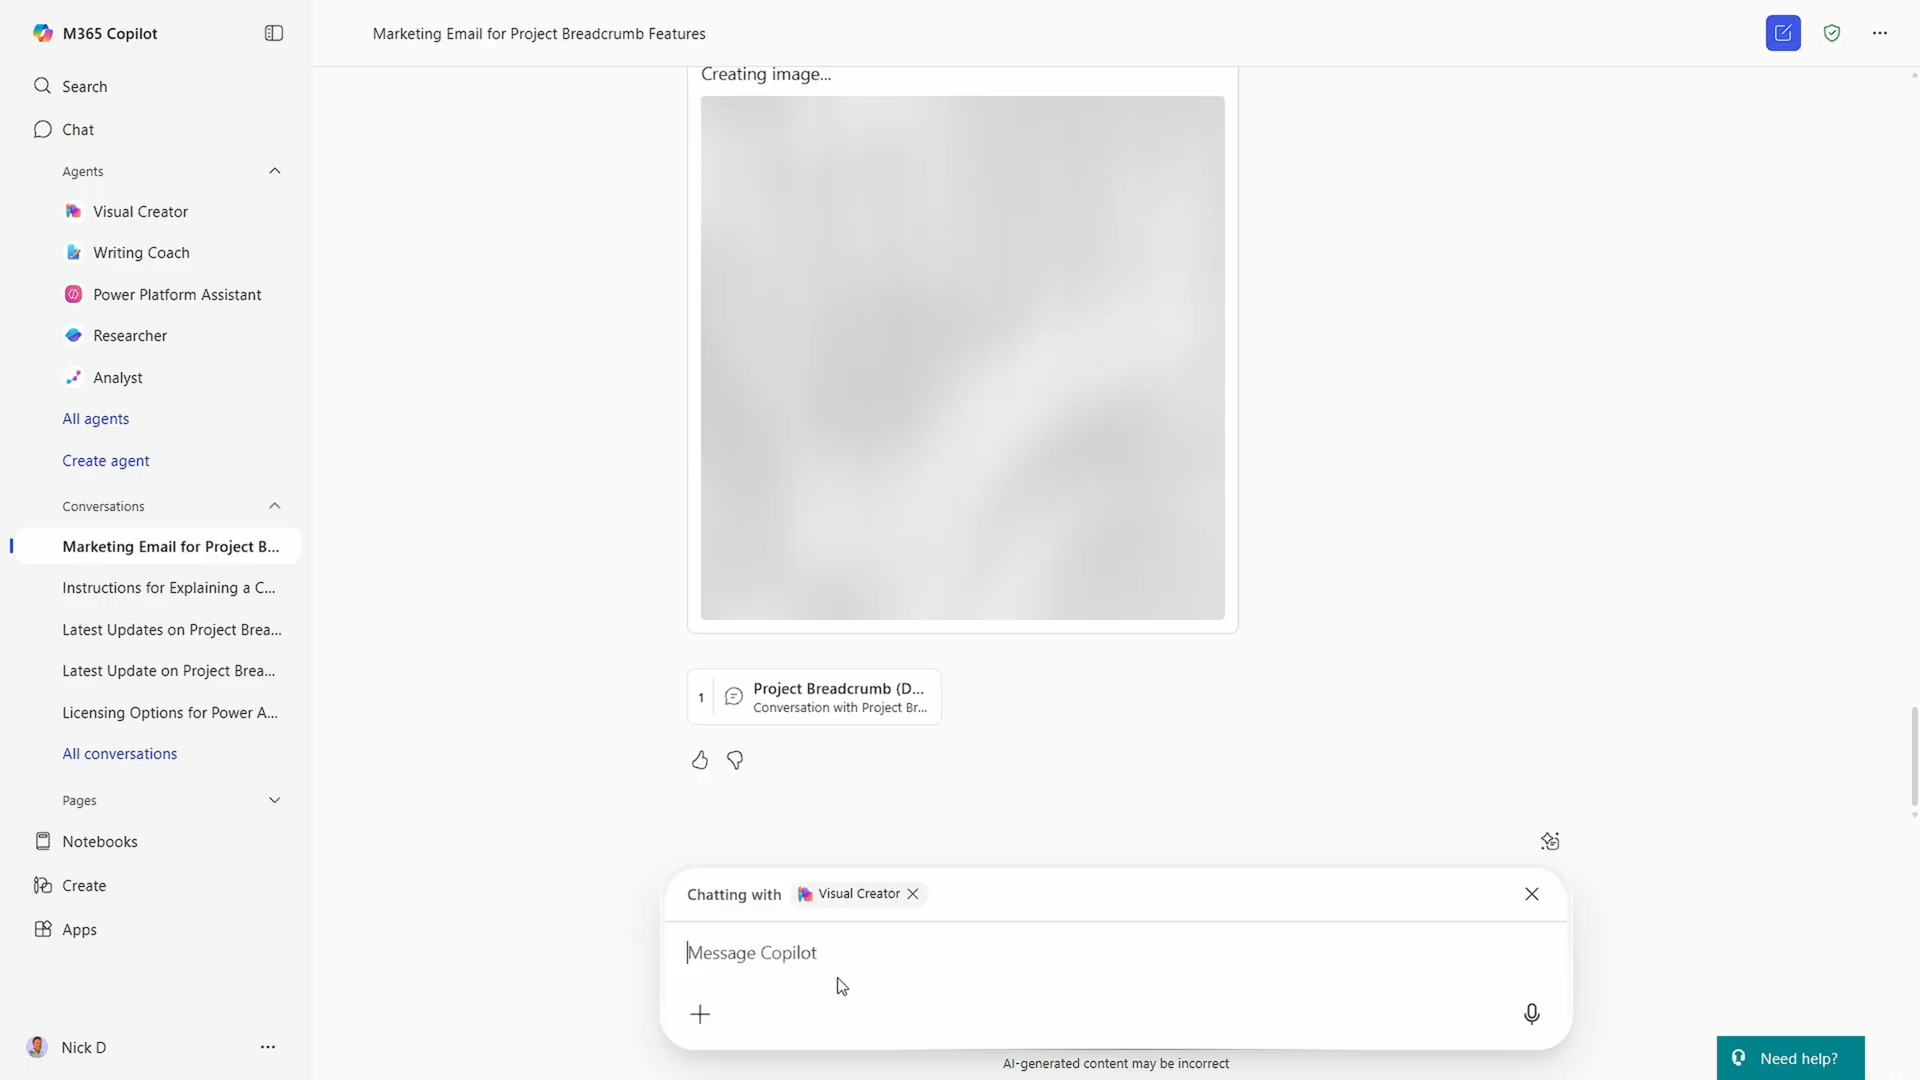 M365 Copilot
Search
Chat
Agents
Visual Creator
Writing Coach
Power Platform Assistant
Researcher
Analyst
All agents
Create agent
Conversations
Marketing Email for Project B...
Instructions for Explaining a C...
Latest Updates on Project Brea...
Latest Update on Project Brea...
Licensing Options for Power A...
All conversations
Pages
Notebooks
Create
Apps
Nick D
Marketing Email for Project Breadcrumb Features
Creating image...
1
Project Breadcrumb (D...
Conversation with Project Br...
Chatting with Visual Creator
Message Copilot
AI-generated content may be incorrect
Need help?